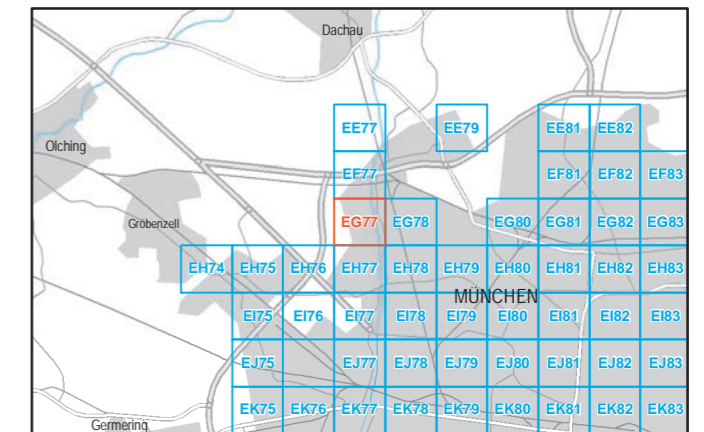 Dachau
EE77 EE79 EE81 EE82
Olching
EF77 EF81 EF82 EF83
Gröbenzell
EG77 EG78 EG80 EG81 EG82 EG83
EH74 EH75 EH76 EH77 EH78 EH79 EH80 EH81 EH82 EH83
MÜNCHEN
EI75 EI76 EI77 EI78 EI79 EI80 EI81 EI82 EI83
EJ75 EJ77 EJ78 EJ79 EJ80 EJ81 EJ82 EJ83
EK75 EK76 EK77 EK78 EK79 EK80 EK81 EK82 EK83
Germering